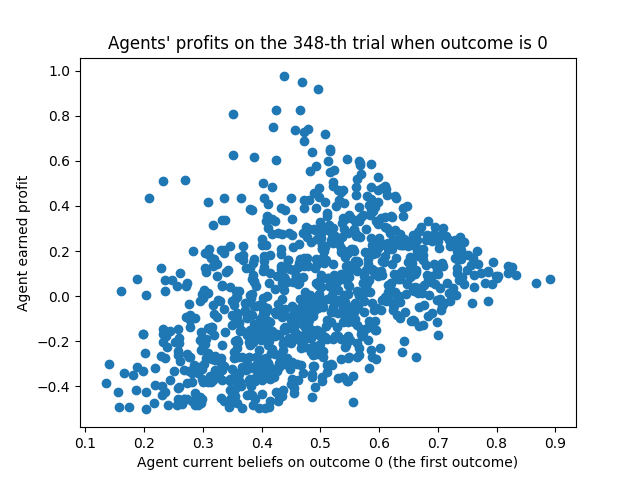 Agents' profits on the 348-th trial when outcome is 0
1.0
0.8
0.6
0.4
0.2
0.0
−0.2
−0.4
Agent earned profit
0.1 0.2 0.3 0.4 0.5 0.6 0.7 0.8 0.9
Agent current beliefs on outcome 0 (the first outcome)